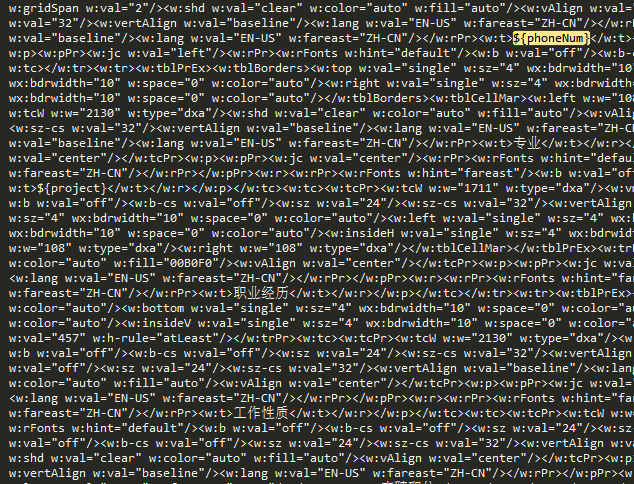 w:gridSpan w:val="2"/><w:shd w:val="clear" w:color="auto" w:fill="auto"/><w:vAlign w:val
w:val="32"/><w:vertAlign w:val="baseline"/><w:lang w:val="EN-US" w:fareast="ZH-CN"/></w:r
w:val="baseline"/><w:lang w:val="EN-US" w:fareast="ZH-CN"/></w:rPr><w:t>${phoneNum}</w:t>
w:p><w:pPr><w:jc w:val="left"/><w:rPr><w:rFonts w:hint="default"/><w:b w:val="off"/><w:b-c
w:tc></w:tr><w:tr><w:tblPrEx><w:tblBorders><w:top w:val="single" w:sz="4" wx:bdrwidth="10"
wx:bdrwidth="10" w:space="0" w:color="auto"/><w:right w:val="single" w:sz="4" wx:bdrwidth=
wx:bdrwidth="10" w:space="0" w:color="auto"/></w:tblBorders><w:tblCellMar><w:left w:w="108
w:tcW w:w="2130" w:type="dxa"/><w:shd w:val="clear" w:color="auto" w:fill="auto"/><w:vAlig
<w:sz-cs w:val="32"/><w:vertAlign w:val="baseline"/><w:lang w:val="EN-US" w:fareast="ZH-CN
w:val="baseline"/><w:lang w:val="EN-US" w:fareast="ZH-CN"/></w:rPr><w:t>专业</w:t></w:r></
w:val="center"/></w:tcPr><w:p><w:pPr><w:jc w:val="center"/><w:rPr><w:rFonts w:hint="defau
w:fareast="ZH-CN"/></w:rPr></w:pPr><w:r><w:rPr><w:rFonts w:hint="fareast"/><w:b w:val="off
w:t>${project}</w:t></w:r></w:p></w:tc><w:tc><w:tcPr><w:tcW w:w="1711" w:type="dxa"/><w:v
w:b w:val="off"/><w:b-cs w:val="off"/><w:sz w:val="24"/><w:sz-cs w:val="32"/><w:vertAlign
w:val="baseline"/><w:lang w:val="EN-US" w:fareast="ZH-CN"/></w:rPr></w:pPr><w:r><w:rPr><w:
w:sz="4" wx:bdrwidth="10" w:space="0" w:color="auto"/><w:left w:val="single" w:sz="4" wx:
wx:bdrwidth="10" w:space="0" w:color="auto"/><w:insideH w:val="single" w:sz="4" wx:bdrwid
w:w="108" w:type="dxa"/><w:right w:w="108" w:type="dxa"/></w:tblCellMar></w:tblPrEx><w:trP
w:color="auto" w:fill="00B0F0"/><w:vAlign w:val="center"/></w:tcPr><w:p><w:pPr><w:jc w:val
<w:lang w:val="EN-US" w:fareast="ZH-CN"/></w:rPr></w:pPr><w:r><w:rPr><w:rFonts w:hint="far
w:fareast="ZH-CN"/></w:rPr><w:t>职业经历</w:t></w:r></w:p></w:tc></w:tr><w:tr><w:tblPrEx>
w:color="auto"/><w:bottom w:val="single" w:sz="4" wx:bdrwidth="10" w:space="0" w:color="au
w:color="auto"/><w:insideV w:val="single" w:sz="4" wx:bdrwidth="10" w:space="0" w:color="a
w:val="457" w:h-rule="atLeast"/></w:trPr><w:tc><w:tcPr><w:tcW w:w="2130" w:type="dxa"/><w:
w:b w:val="off"/><w:b-cs w:val="off"/><w:sz w:val="24"/><w:sz-cs w:val="32"/><w:vertAlign
w:val="off"/><w:sz w:val="24"/><w:sz-cs w:val="32"/><w:vertAlign w:val="baseline"/><w:lang
w:color="auto" w:fill="auto"/><w:vAlign w:val="center"/></w:tcPr><w:p><w:pPr><w:jc w:val=
<w:lang w:val="EN-US" w:fareast="ZH-CN"/></w:rPr></w:pPr><w:r><w:rPr><w:rFonts w:hint="far
w:fareast="ZH-CN"/></w:rPr><w:t>工作性质</w:t></w:r></w:p></w:tc><w:tc><w:tcPr><w:tcW w:w=
w:rFonts w:hint="default"/><w:b w:val="off"/><w:b-cs w:val="off"/><w:sz w:val="24"/><w:sz-
w:val="off"/><w:b-cs w:val="off"/><w:sz w:val="24"/><w:sz-cs w:val="32"/><w:vertAlign w:va
w:shd w:val="clear" w:color="auto" w:fill="auto"/><w:vAlign w:val="center"/></w:tcPr><w:p>
w:vertAlign w:val="baseline"/><w:lang w:val="EN-US" w:fareast="ZH-CN"/></w:rPr></w:pPr><w: